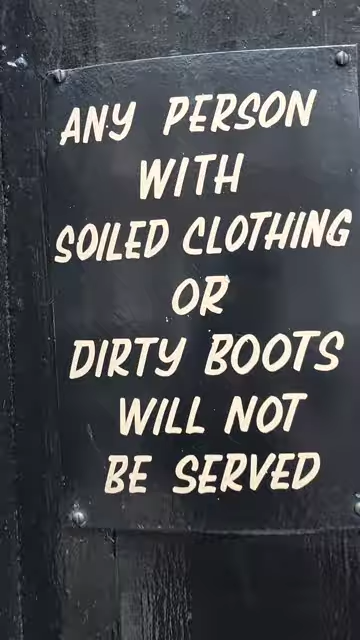 ANY PERSON
WITH
SOILED CLOTHING
OR
DIRTY BOOTS
WILL NOT
BE SERVED